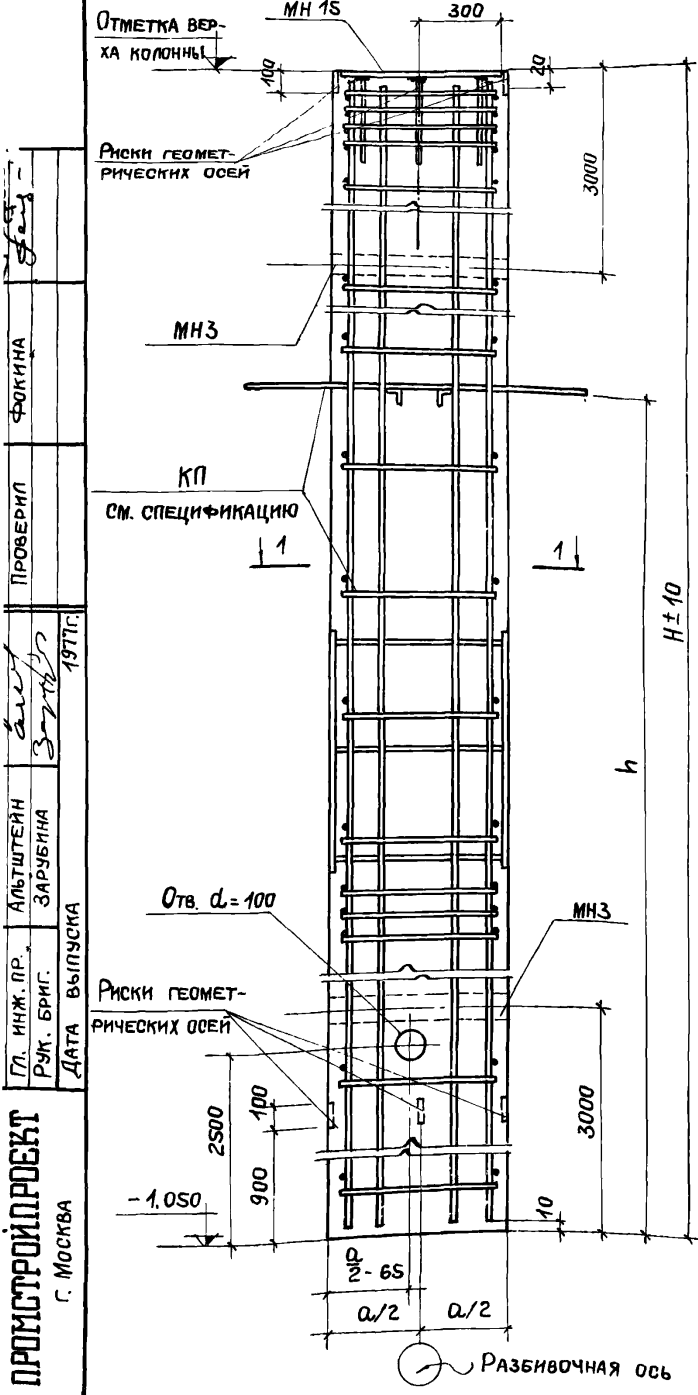 ОТМЕТКА ВЕР-
ХА КОЛОННЫ
МН 15
300
100
20
РИСКИ ГЕОМЕТ-
РИЧЕСКИХ ОСЕЙ
3000
МН3
КП
СМ. СПЕЦИФИКАЦИЮ
1
1
H±10
h
ОТВ. d=100
МН3
РИСКИ ГЕОМЕТ-
РИЧЕСКИХ ОСЕЙ
2500
100
900
3000
10
-1.050
a/2-65
a/2
a/2
РАЗБИВОЧНАЯ ОСЬ
ФОКИНА
ПРОВЕРИЛ
1977г.
АЛЬТШТЕЙН
ЗАРУБИНА
ГЛ. ИНЖ. ПР.
РУК. БРИГ.
ДАТА ВЫПУСКА
ПРОМСТРОЙПРОЕКТ
Г. МОСКВА